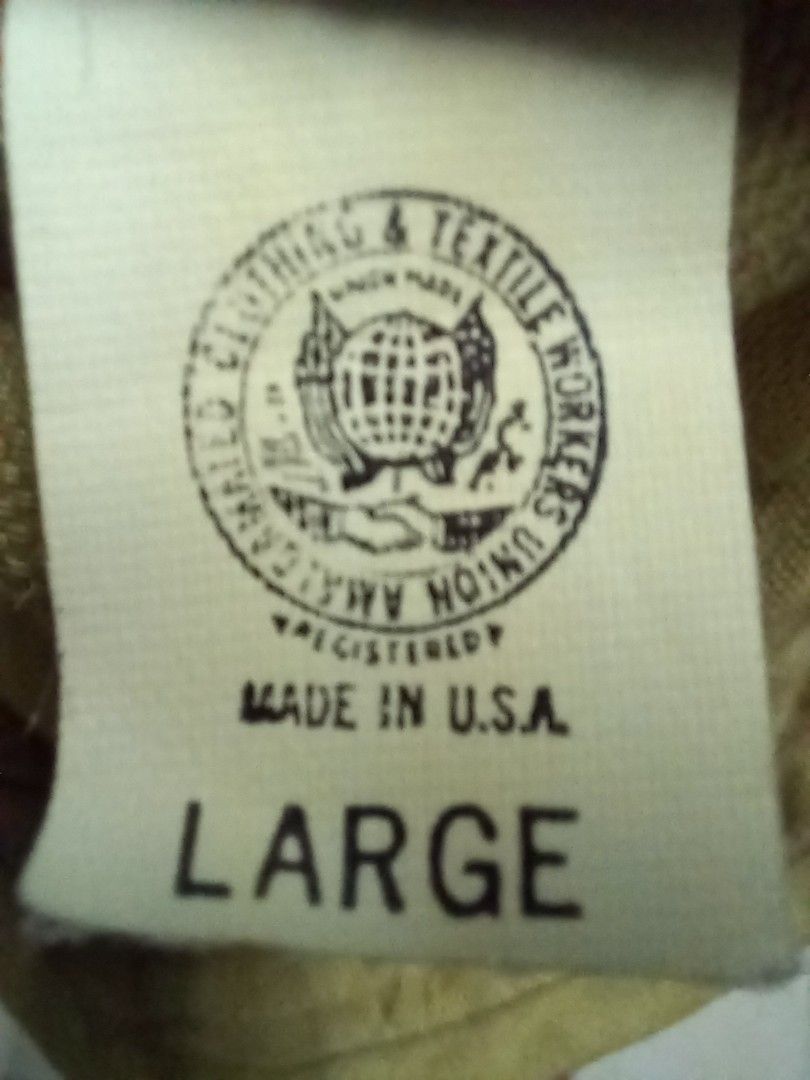 AMALGAMATED CLOTHING & TEXTILE WORKERS UNION
UNION MADE
REGISTERED
MADE IN U.S.A.
LARGE